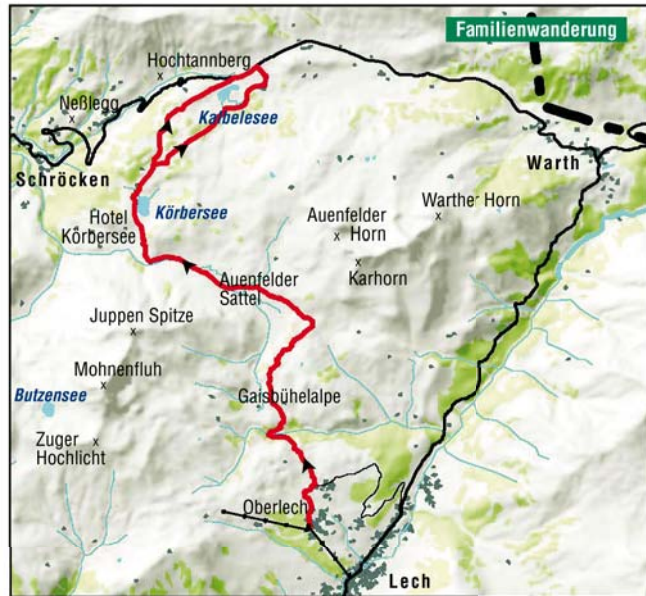 Familienwanderung
Hochtannberg
Neßlegg
Kalbelesee
Schröcken
Warth
Hotel
Körbersee
Körbersee
Auenfelder
Horn
Warther Horn
Karhorn
Auenfelder
Sattel
Juppen Spitze
Mohnenfluh
Butzensee
Gaisbühelalpe
Zuger
Hochlicht
Oberlech
Lech